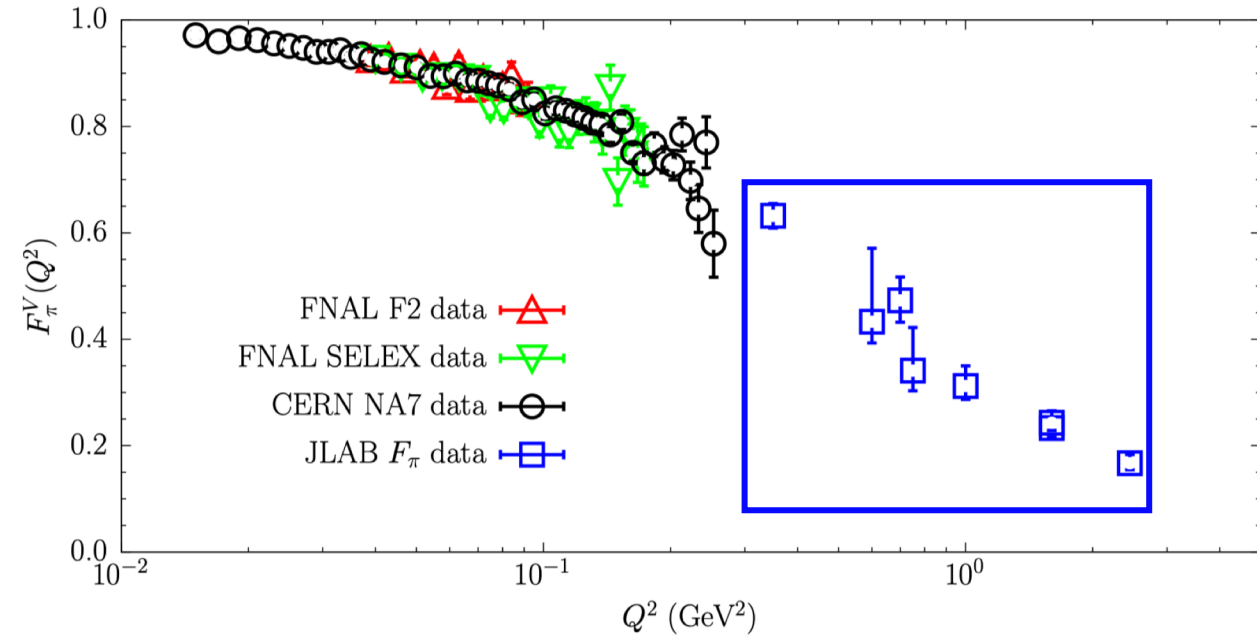 1.0
0.8
0.6
0.4
0.2
0.0
F_π^V(Q²)
FNAL F2 data
FNAL SELEX data
CERN NA7 data
JLAB F_π data
10⁻² 10⁻¹ 10⁰
Q² (GeV²)